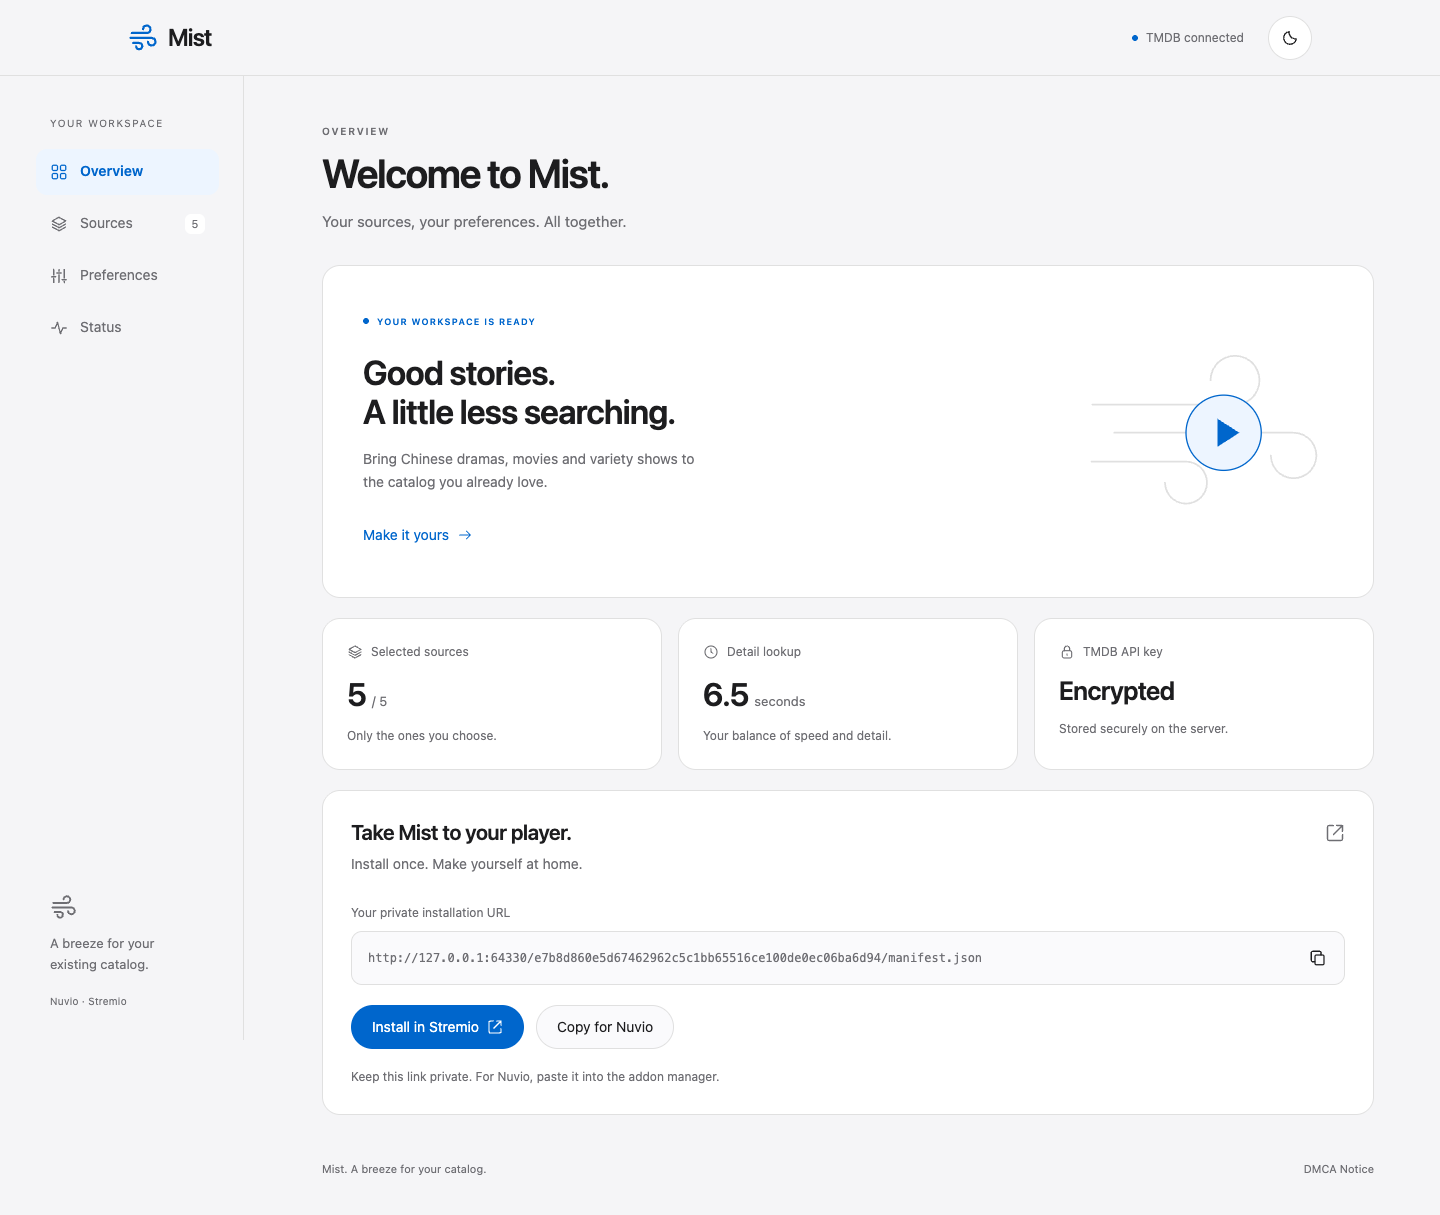 Mist
TMDB connected
YOUR WORKSPACE
Overview
Sources
5
Preferences
Status
A breeze for your
existing catalog.
Nuvio · Stremio
OVERVIEW
Welcome to Mist.
Your sources, your preferences. All together.
YOUR WORKSPACE IS READY
Good stories.
A little less searching.
Bring Chinese dramas, movies and variety shows to
the catalog you already love.
Make it yours
Selected sources
5 / 5
Only the ones you choose.
Detail lookup
6.5 seconds
Your balance of speed and detail.
TMDB API key
Encrypted
Stored securely on the server.
Take Mist to your player.
Install once. Make yourself at home.
Your private installation URL
http://127.0.0.1:64330/e7b8d860e5d67462962c5c1bb65516ce100de0ec06ba6d94/manifest.json
Install in Stremio
Copy for Nuvio
Keep this link private. For Nuvio, paste it into the addon manager.
Mist. A breeze for your catalog.
DMCA Notice